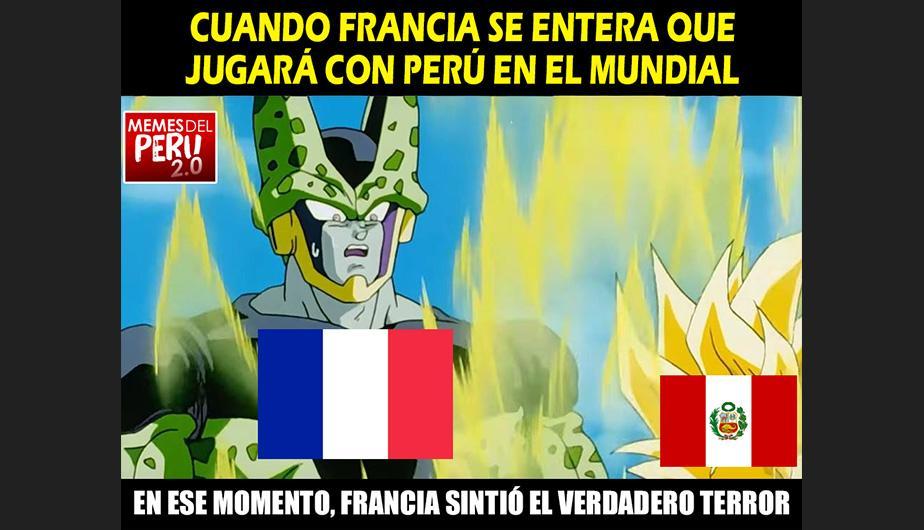 CUANDO FRANCIA SE ENTERA QUE
JUGARÁ CON PERÚ EN EL MUNDIAL
MEMES DEL
PERU
2.0
EN ESE MOMENTO, FRANCIA SINTIÓ EL VERDADERO TERROR